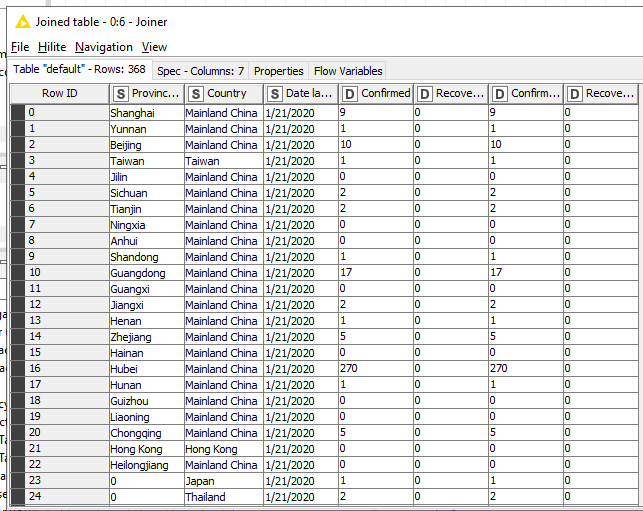 Joined table - 0:6 - Joiner
File Hilite Navigation View
Table "default" - Rows: 368 Spec - Columns: 7 Properties Flow Variables
Row ID S Provinc... S Country S Date la... D Confirmed D Recove... D Confirm... D Recove...
0 Shanghai Mainland China 1/21/2020 9 0 9 0
1 Yunnan Mainland China 1/21/2020 1 0 1 0
2 Beijing Mainland China 1/21/2020 10 0 10 0
3 Taiwan Taiwan 1/21/2020 1 0 1 0
4 Jilin Mainland China 1/21/2020 0 0 0 0
5 Sichuan Mainland China 1/21/2020 2 0 2 0
6 Tianjin Mainland China 1/21/2020 2 0 2 0
7 Ningxia Mainland China 1/21/2020 0 0 0 0
8 Anhui Mainland China 1/21/2020 0 0 0 0
9 Shandong Mainland China 1/21/2020 1 0 1 0
10 Guangdong Mainland China 1/21/2020 17 0 17 0
11 Guangxi Mainland China 1/21/2020 0 0 0 0
12 Jiangxi Mainland China 1/21/2020 2 0 2 0
13 Henan Mainland China 1/21/2020 1 0 1 0
14 Zhejiang Mainland China 1/21/2020 5 0 5 0
15 Hainan Mainland China 1/21/2020 0 0 0 0
16 Hubei Mainland China 1/21/2020 270 0 270 0
17 Hunan Mainland China 1/21/2020 1 0 1 0
18 Guizhou Mainland China 1/21/2020 0 0 0 0
19 Liaoning Mainland China 1/21/2020 0 0 0 0
20 Chongqing Mainland China 1/21/2020 5 0 5 0
21 Hong Kong Hong Kong 1/21/2020 0 0 0 0
22 Heilongjiang Mainland China 1/21/2020 0 0 0 0
23 0 Japan 1/21/2020 1 0 1 0
24 0 Thailand 1/21/2020 2 0 2 0